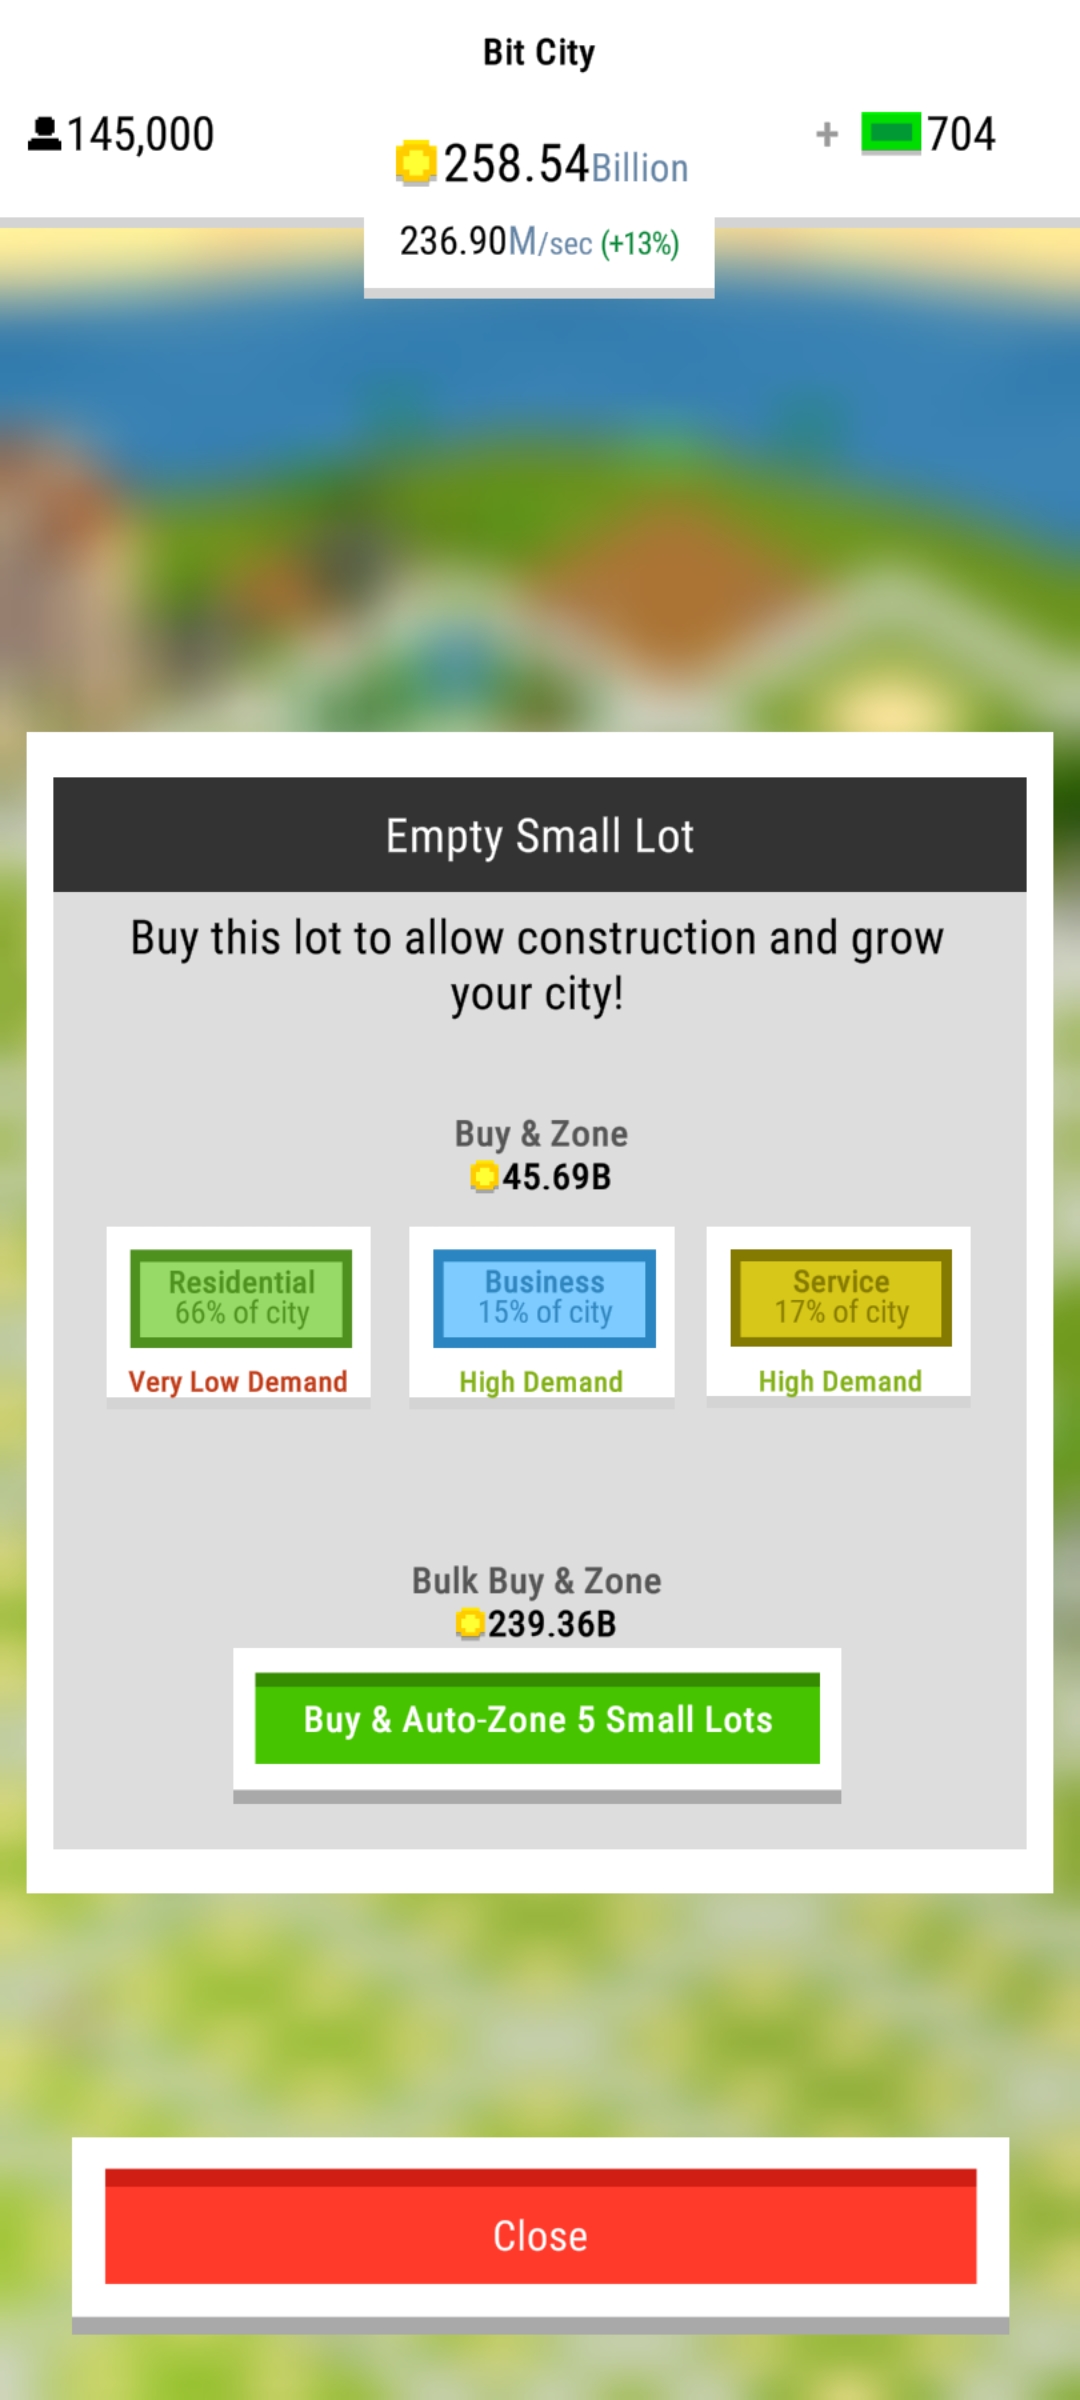 Bit City
145,000
258.54Billion
+ 704
236.90M/sec (+13%)
Empty Small Lot
Buy this lot to allow construction and grow
your city!
Buy & Zone
45.69B
Residential
66% of city
Very Low Demand
Business
15% of city
High Demand
Service
17% of city
High Demand
Bulk Buy & Zone
239.36B
Buy & Auto-Zone 5 Small Lots
Close